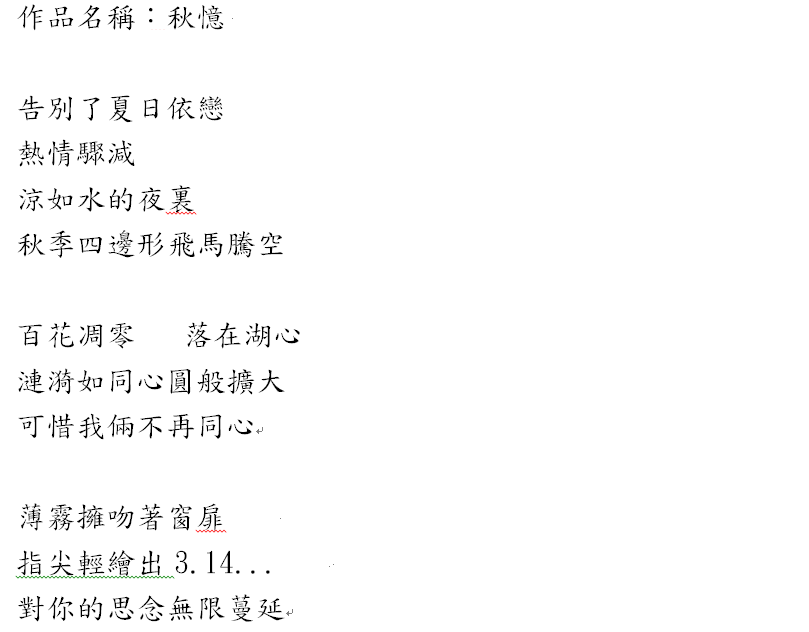 作品名稱：秋憶
告別了夏日依戀
熱情驟減
涼如水的夜裏
秋季四邊形飛馬騰空
百花凋零　落在湖心
漣漪如同心圓般擴大
可惜我倆不再同心
薄霧擁吻著窗扉
指尖輕繪出3.14...
對你的思念無限蔓延